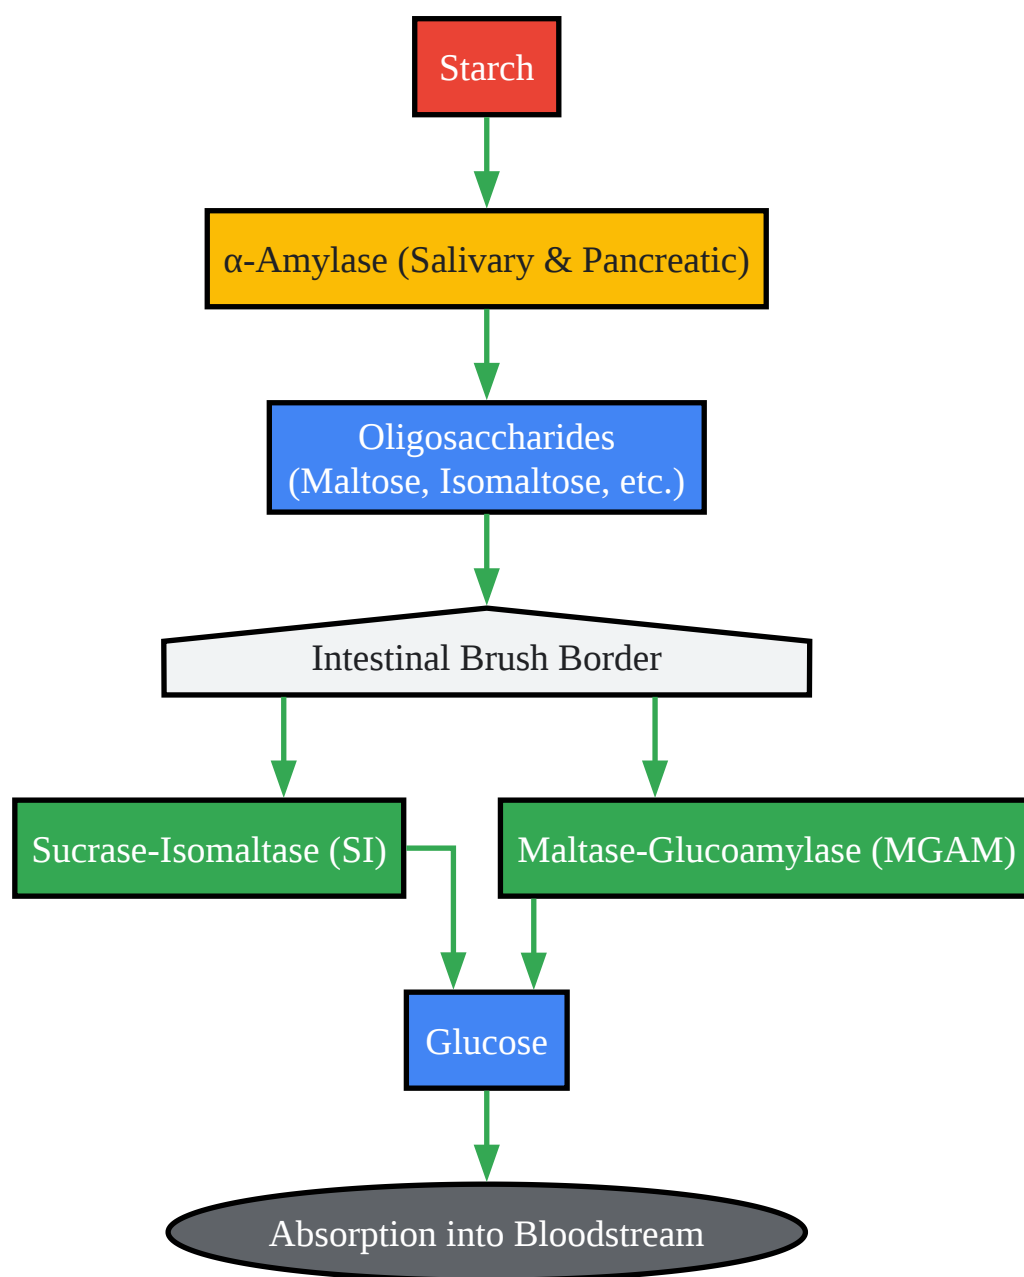 Starch
α-Amylase (Salivary & Pancreatic)
Oligosaccharides
(Maltose, Isomaltose, etc.)
Intestinal Brush Border
Sucrase-Isomaltase (SI)
Maltase-Glucoamylase (MGAM)
Glucose
Absorption into Bloodstream